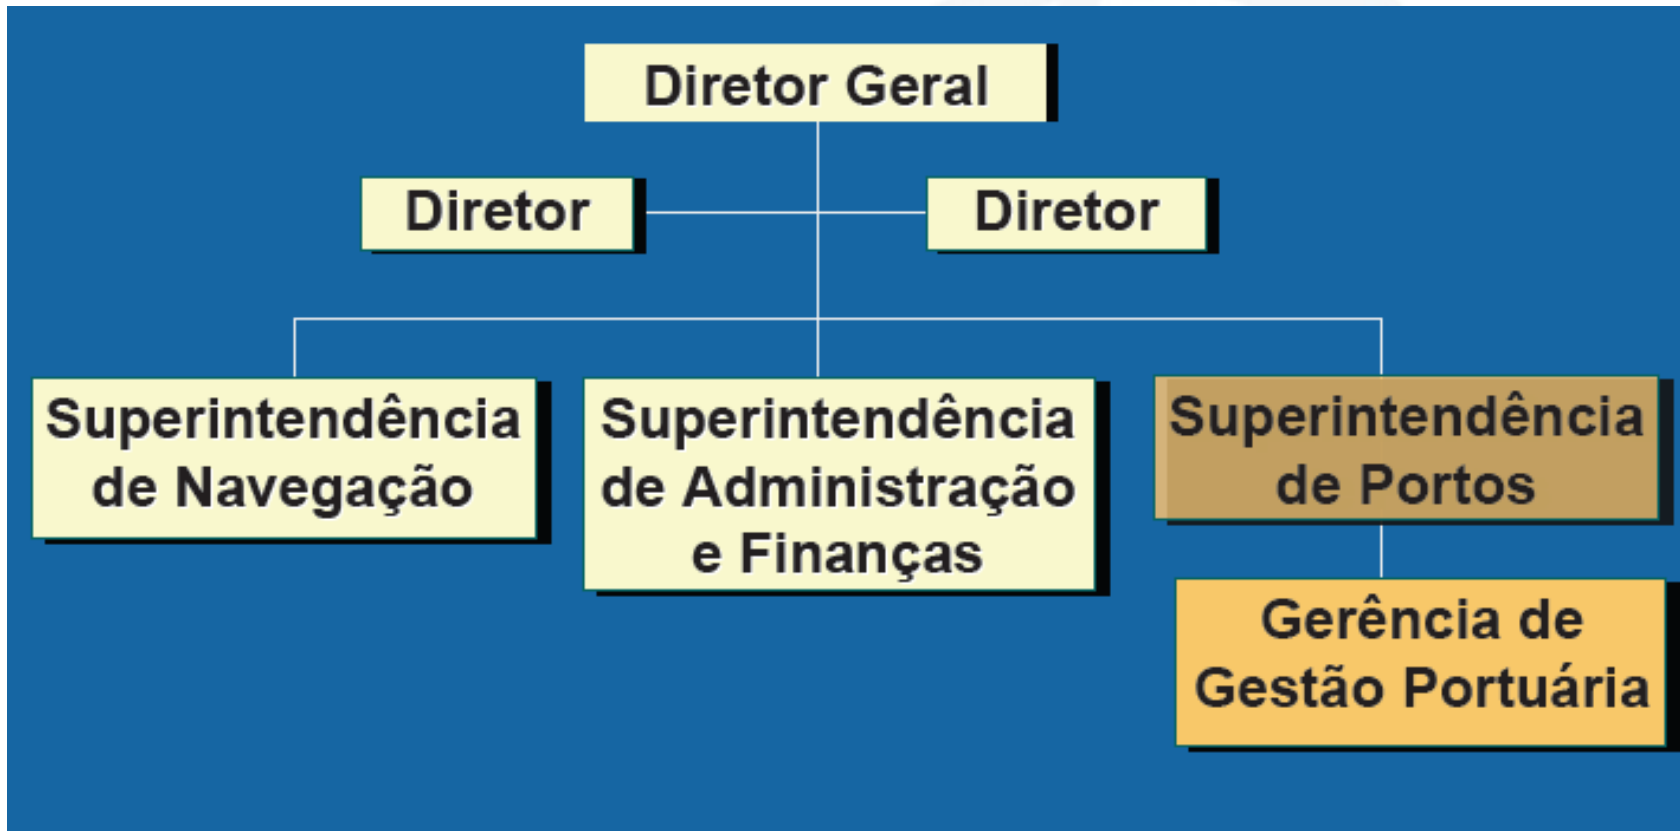 Diretor Geral
Diretor
Diretor
Superintendência
de Navegação
Superintendência
de Administração
e Finanças
Superintendência
de Portos
Gerência de
Gestão Portuária